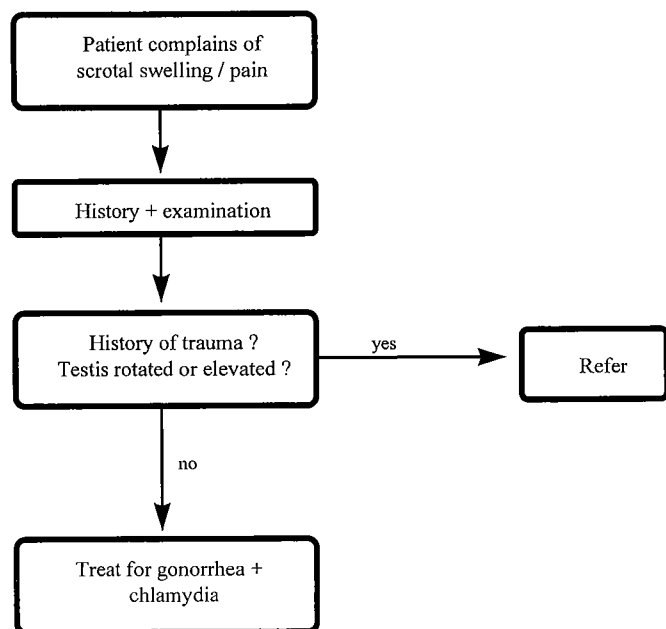 Patient complains of
scrotal swelling / pain
History + examination
History of trauma ?
Testis rotated or elevated ?
yes
Refer
no
Treat for gonorrhea +
chlamydia